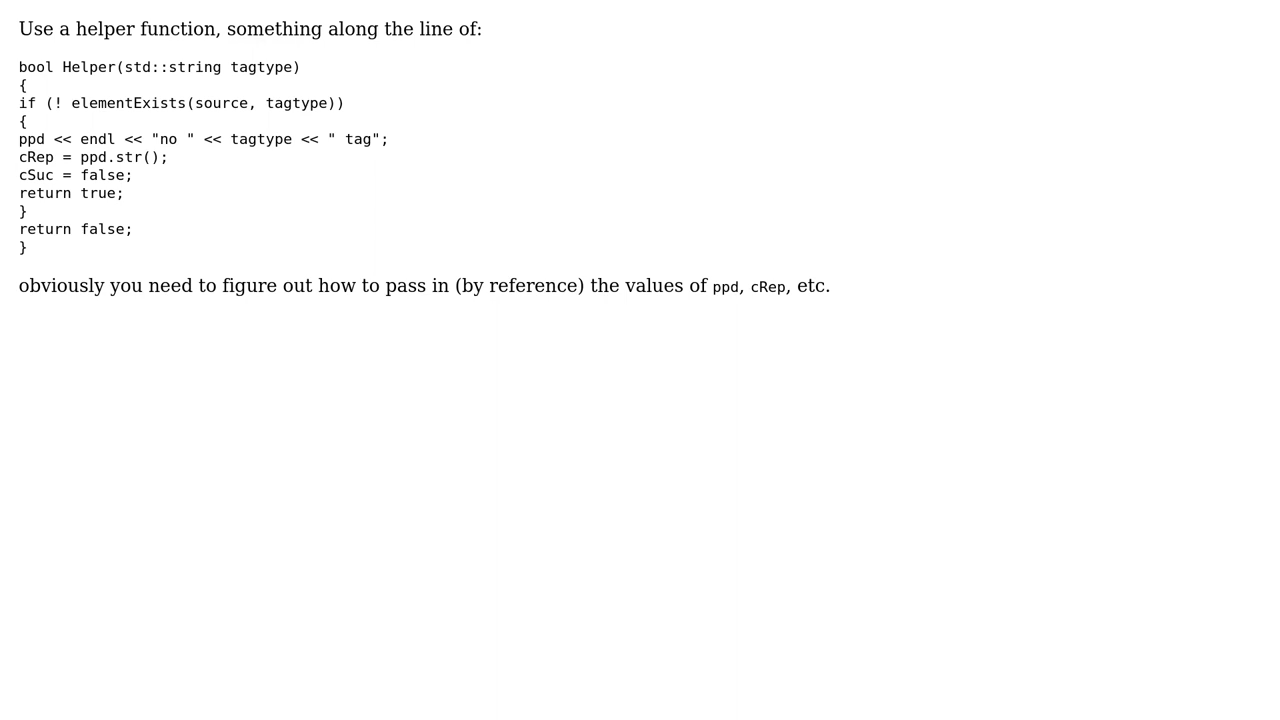 Use a helper function, something along the line of:
bool Helper(std::string tagtype)
{
if (! elementExists(source, tagtype))
{
ppd << endl << "no " << tagtype << " tag";
cRep = ppd.str();
cSuc = false;
return true;
}
return false;
}
obviously you need to figure out how to pass in (by reference) the values of ppd, cRep, etc.